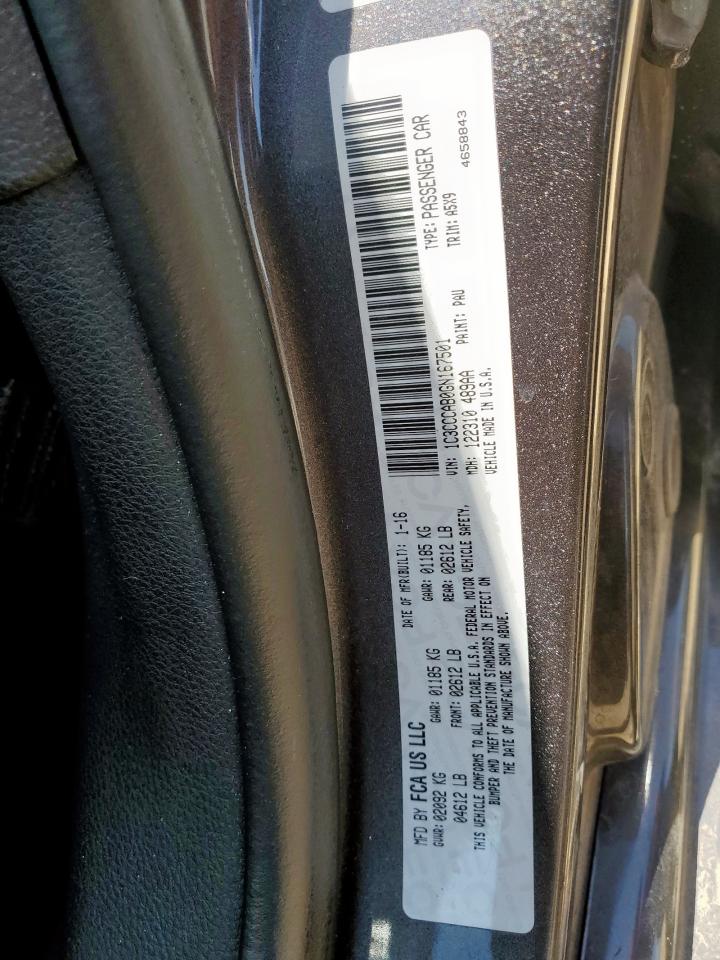 MFD BY FCA US LLC
DATE OF MFR(BUILT): 1-16
GVWR: 02092 KG
GAWR: 01185 KG
GAWR: 01185 KG
04612 LB
FRONT: 02612 LB
REAR: 02612 LB
THIS VEHICLE CONFORMS TO ALL APPLICABLE U.S.A. FEDERAL MOTOR VEHICLE SAFETY,
BUMPER AND THEFT PREVENTION STANDARDS IN EFFECT ON
THE DATE OF MANUFACTURE SHOWN ABOVE.
VIN: 1C3CCCAB0GN167501
TYPE: PASSENGER CAR
MDH: 122310 489AA
PAINT: PAU
TRIM: A5X9
VEHICLE MADE IN U.S.A.
4658843